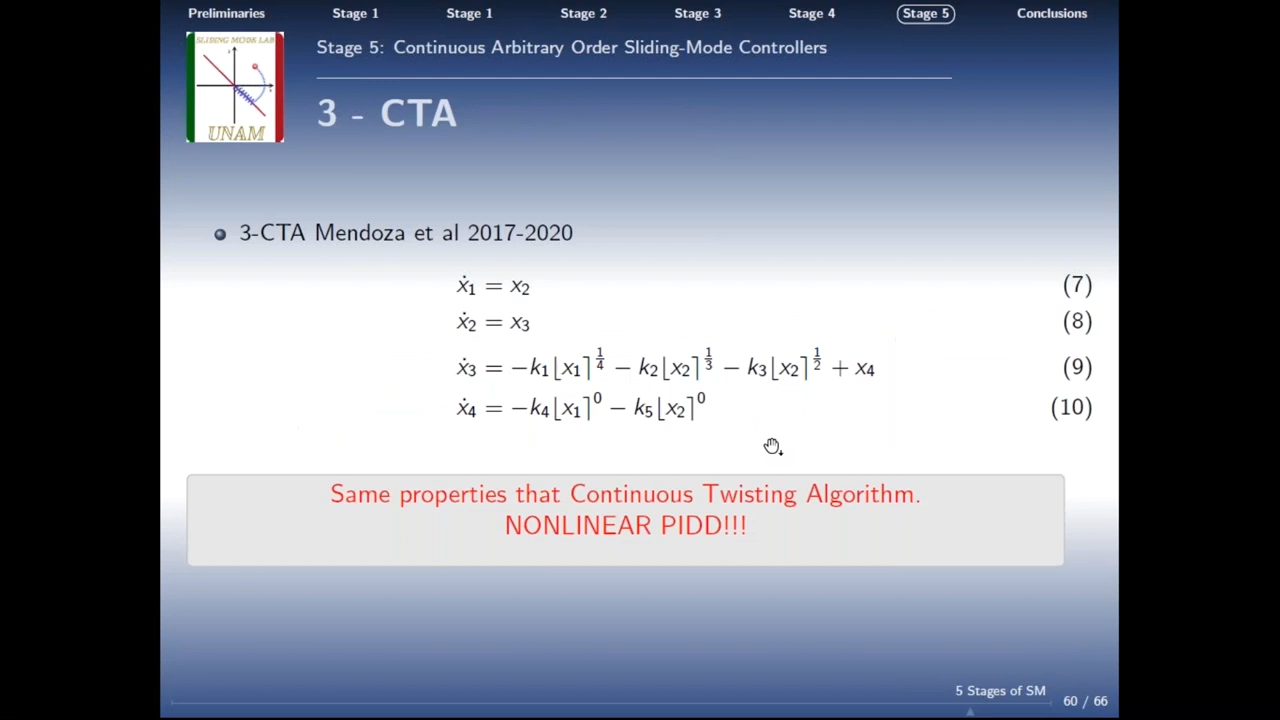 Preliminaries Stage 1 Stage 1 Stage 2 Stage 3 Stage 4 Stage 5 Conclusions
SLIDING MODE LAB
UNAM
Stage 5: Continuous Arbitrary Order Sliding-Mode Controllers
3 - CTA
3-CTA Mendoza et al 2017-2020
ẋ₁ = x₂ (7)
ẋ₂ = x₃ (8)
ẋ₃ = −k₁⌊x₁⌉^{1/4} − k₂⌊x₂⌉^{1/3} − k₃⌊x₂⌉^{1/2} + x₄ (9)
ẋ₄ = −k₄⌊x₁⌉⁰ − k₅⌊x₂⌉⁰ (10)
Same properties that Continuous Twisting Algorithm.
NONLINEAR PIDD!!!
5 Stages of SM
60 / 66